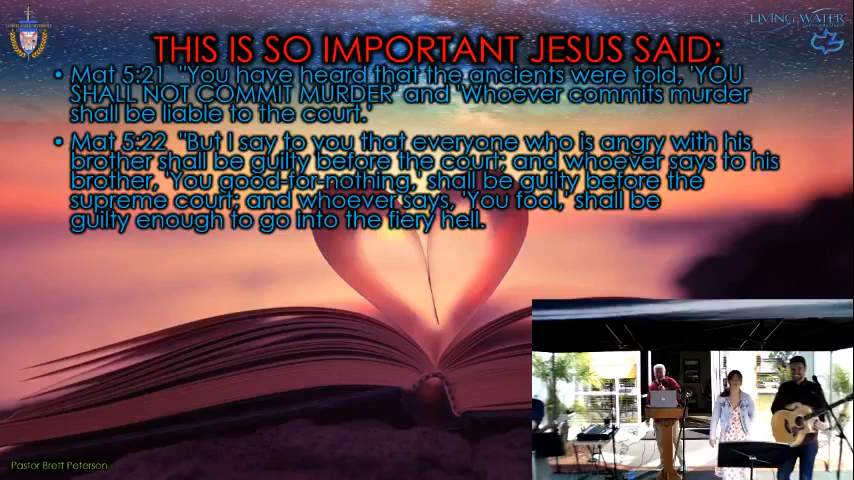 LIVING WATER
THIS IS SO IMPORTANT JESUS SAID;
• Mat 5:21 "You have heard that the ancients were told, 'YOU
SHALL NOT COMMIT MURDER' and 'Whoever commits murder
shall be liable to the court.'
• Mat 5:22 "But I say to you that everyone who is angry with his
brother shall be guilty before the court; and whoever says to his
brother, 'You good-for-nothing,' shall be guilty before the
supreme court; and whoever says, 'You fool,' shall be
guilty enough to go into the fiery hell.
Pastor Brett Peterson